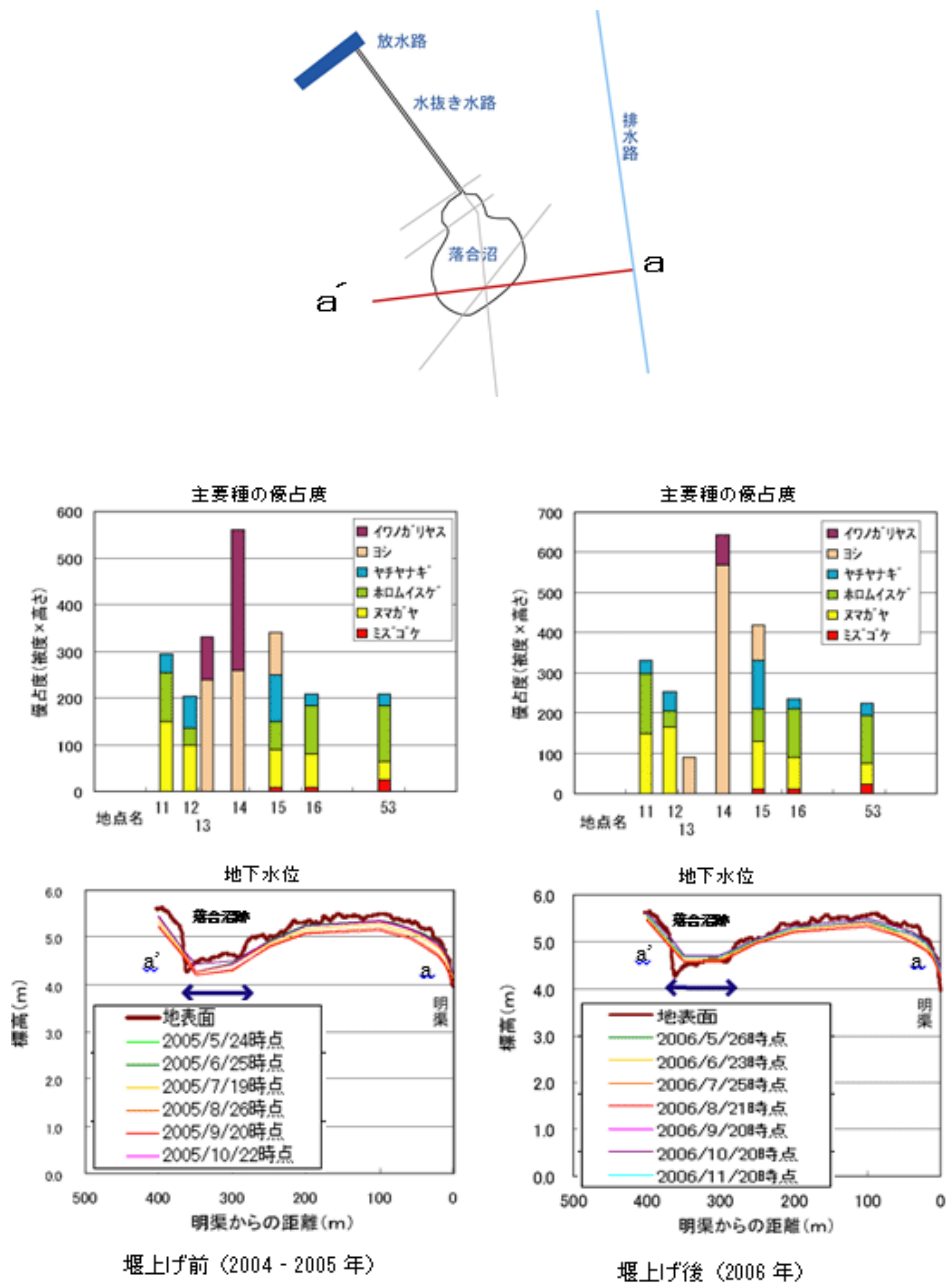 放水路
水抜き水路
排水路
落合沼
a
a´
主要種の優占度
600
500
400
300
200
100
0
優占度(被度×高さ)
イワノガリヤス
ヨシ
ヤチヤナギ
ホロムイスゲ
ヌマガヤ
ミズゴケ
11 12 13 14 15 16 53
地点名
主要種の優占度
700
600
500
400
300
200
100
0
優占度(被度×高さ)
イワノガリヤス
ヨシ
ヤチヤナギ
ホロムイスゲ
ヌマガヤ
ミズゴケ
11 12 13 14 15 16 53
地点名
地下水位
6.0
5.0
4.0
3.0
2.0
1.0
0.0
標高(m)
落合沼跡
a’
a
明渠
地表面
2005/5/24時点
2005/6/25時点
2005/7/19時点
2005/8/26時点
2005/9/20時点
2005/10/22時点
500 400 300 200 100 0
明渠からの距離(m)
堰上げ前(2004‐2005年)
地下水位
6.0
5.0
4.0
3.0
2.0
1.0
0.0
標高(m)
落合沼跡
a’
a
明渠
地表面
2006/5/26時点
2006/6/23時点
2006/7/25時点
2006/8/21時点
2006/9/20時点
2006/10/20時点
2006/11/20時点
500 400 300 200 100 0
明渠からの距離(m)
堰上げ後(2006年)